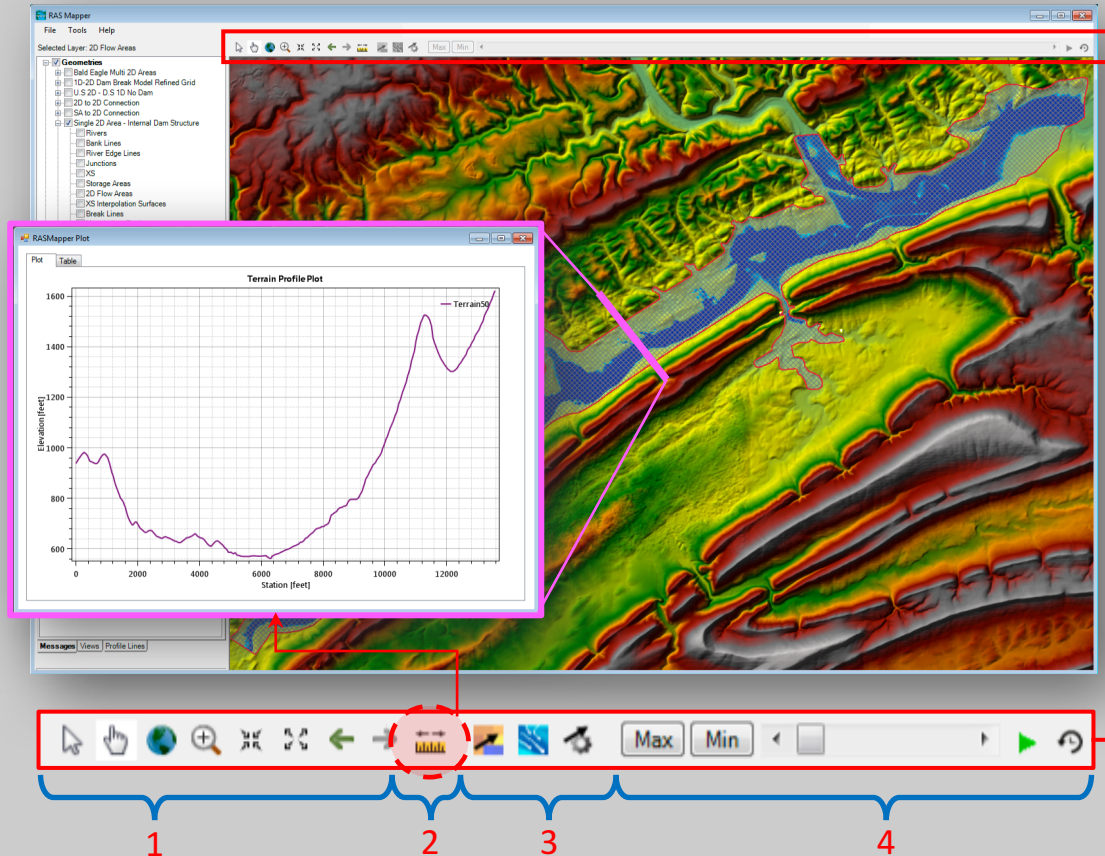 RAS Mapper
File Tools Help
Selected Layer: 2D Flow Areas
Max Min
Geometries
Bald Eagle Multi 2D Areas
1D-2D Dam Break Model Refined Grid
U.S 2D - D.S 1D No Dam
2D to 2D Connection
SA to 2D Connection
Single 2D Area - Internal Dam Structure
Rivers
Bank Lines
River Edge Lines
Junctions
XS
Storage Areas
2D Flow Areas
XS Interpolation Surfaces
Break Lines
RASMapper Plot
Plot Table
Terrain Profile Plot
Terrain50
Elevation [feet]
1600
1400
1200
1000
800
600
0 2000 4000 6000 8000 10000 12000
Station [feet]
Messages Views Profile Lines
Max Min
1 2 3 4